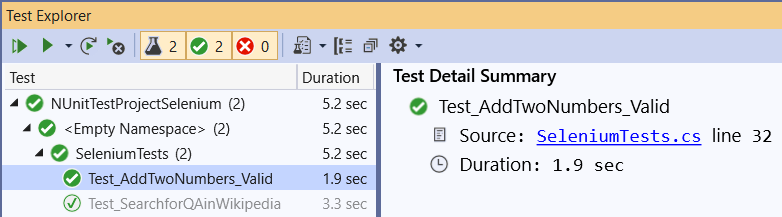 Test Explorer
2 2 0
Test Duration
NUnitTestProjectSelenium (2) 5.2 sec
<Empty Namespace> (2) 5.2 sec
SeleniumTests (2) 5.2 sec
Test_AddTwoNumbers_Valid 1.9 sec
Test_SearchforQAinWikipedia 3.3 sec
Test Detail Summary
Test_AddTwoNumbers_Valid
Source: SeleniumTests.cs line 32
Duration: 1.9 sec